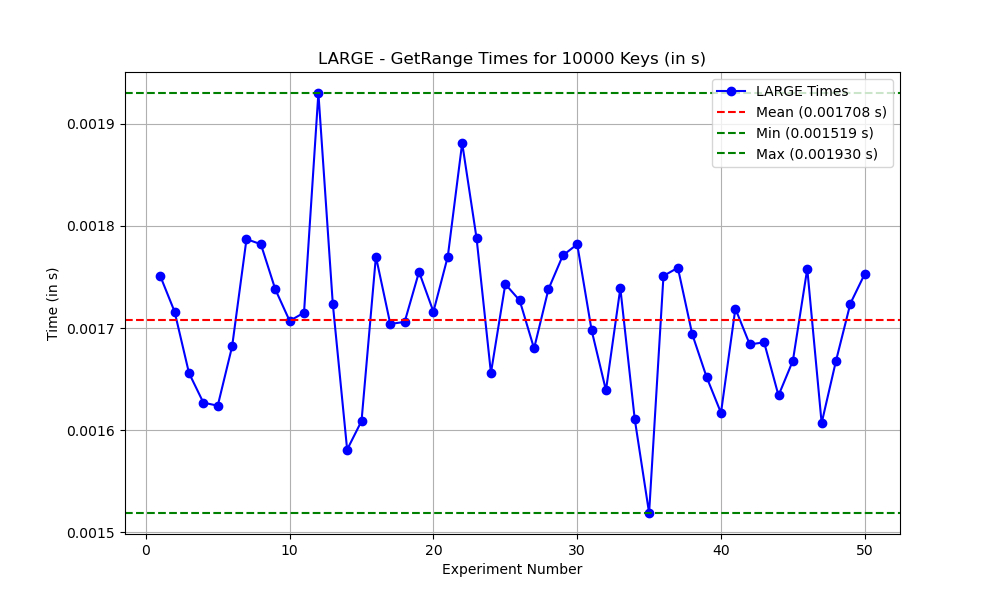 LARGE - GetRange Times for 10000 Keys (in s)
LARGE Times
Mean (0.001708 s)
Min (0.001519 s)
Max (0.001930 s)
Time (in s)
0.0019
0.0018
0.0017
0.0016
0.0015
0 10 20 30 40 50
Experiment Number